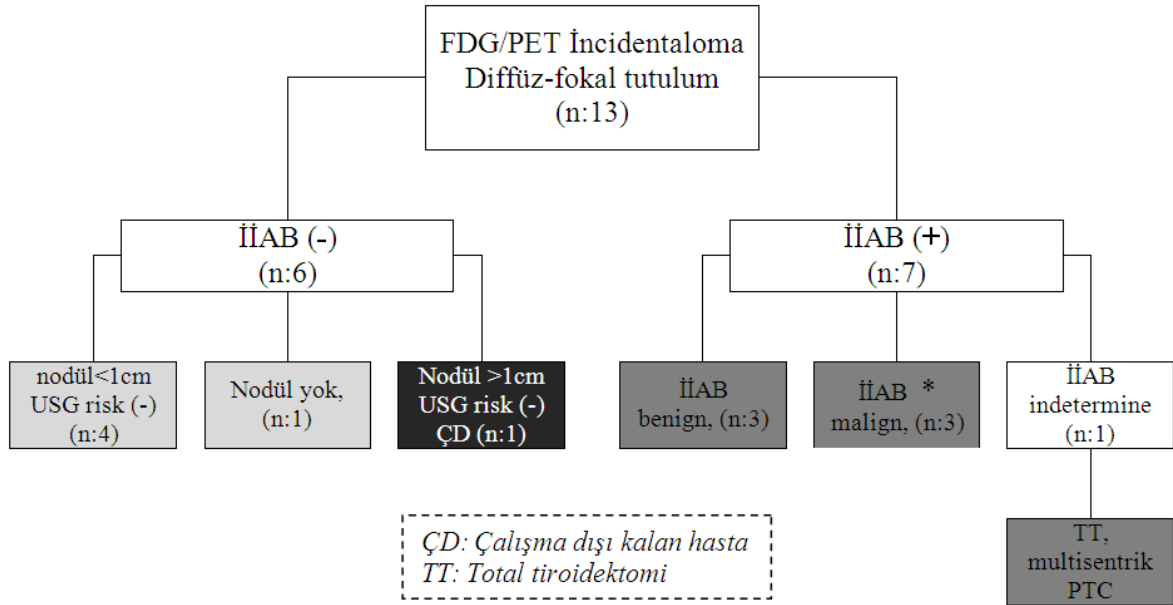 FDG/PET İncidentaloma
Diffüz-fokal tutulum
(n:13)
İİAB (-)
(n:6)
İİAB (+)
(n:7)
nodül<1cm
USG risk (-)
(n:4)
Nodül yok,
(n:1)
Nodül >1cm
USG risk (-)
ÇD (n:1)
İİAB
benign, (n:3)
İİAB *
malign, (n:3)
İİAB
indetermine
(n:1)
TT,
multisentrik
PTC
ÇD: Çalişma dışı kalan hasta
TT: Total tiroidektomi